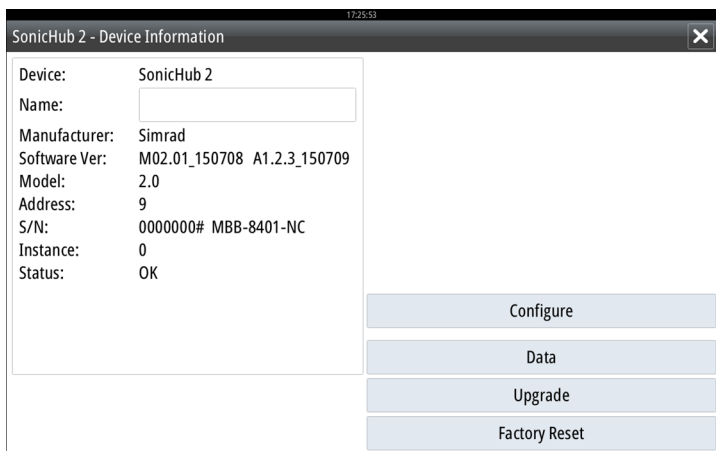 17:25:53
SonicHub 2 - Device Information
Device: SonicHub 2
Name:
Manufacturer: Simrad
Software Ver: M02.01_150708 A1.2.3_150709
Model: 2.0
Address: 9
S/N: 0000000# MBB-8401-NC
Instance: 0
Status: OK
Configure
Data
Upgrade
Factory Reset